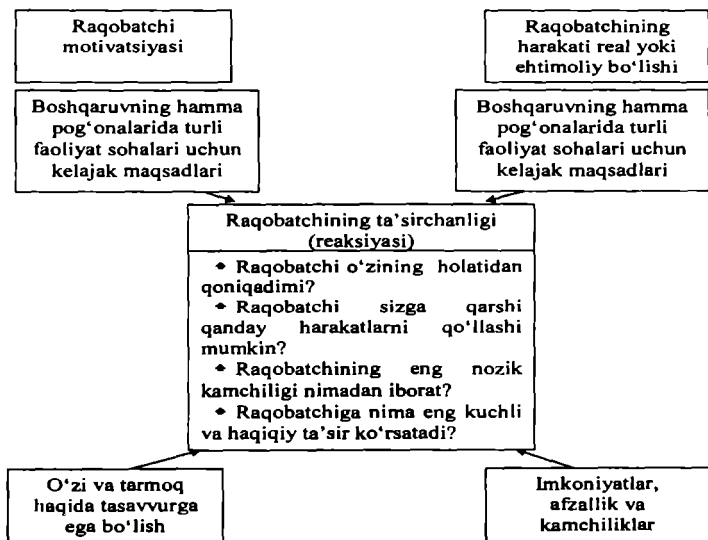 Raqobatchi
motivatsiyasi
Raqobatchining
harakati real yoki
ehtimoliy bo‘lishi
Boshqaruvning hamma
pog‘onalarida turli
faoliyat sohalari uchun
kelajak maqsadlari
Boshqaruvning hamma
pog‘onalarida turli
faoliyat sohalari uchun
kelajak maqsadlari
Raqobatchining ta’sirchanligi
(reaksiyasi)
◆ Raqobatchi o‘zining holatidan
qoniqadimi?
◆ Raqobatchi sizga qarshi
qanday harakatlarni qo‘llashi
mumkin?
◆ Raqobatchining eng nozik
kamchiligi nimadan iborat?
◆ Raqobatchiga nima eng kuchli
va haqiqiy ta’sir ko‘rsatadi?
O‘zi va tarmoq
haqida tasavvurga
ega bo‘lish
Imkoniyatlar,
afzallik va
kamchiliklar